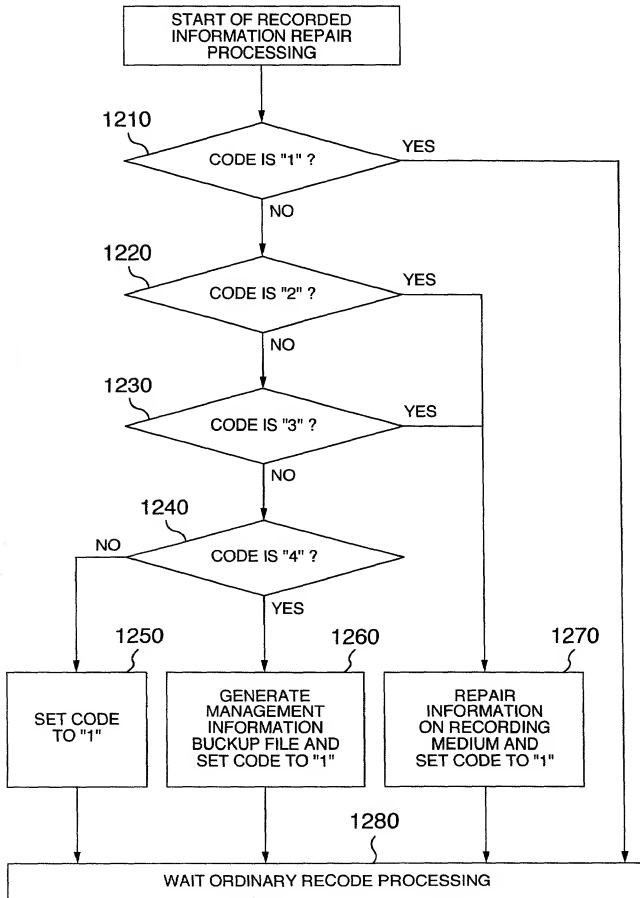 START OF RECORDED
INFORMATION REPAIR
PROCESSING
1210
CODE IS "1" ?
YES
NO
1220
CODE IS "2" ?
YES
NO
1230
CODE IS "3" ?
YES
NO
1240
CODE IS "4" ?
NO
YES
1250
SET CODE
TO "1"
1260
GENERATE
MANAGEMENT
INFORMATION
BUCKUP FILE AND
SET CODE TO "1"
1270
REPAIR
INFORMATION
ON RECORDING
MEDIUM AND
SET CODE TO "1"
1280
WAIT ORDINARY RECODE PROCESSING